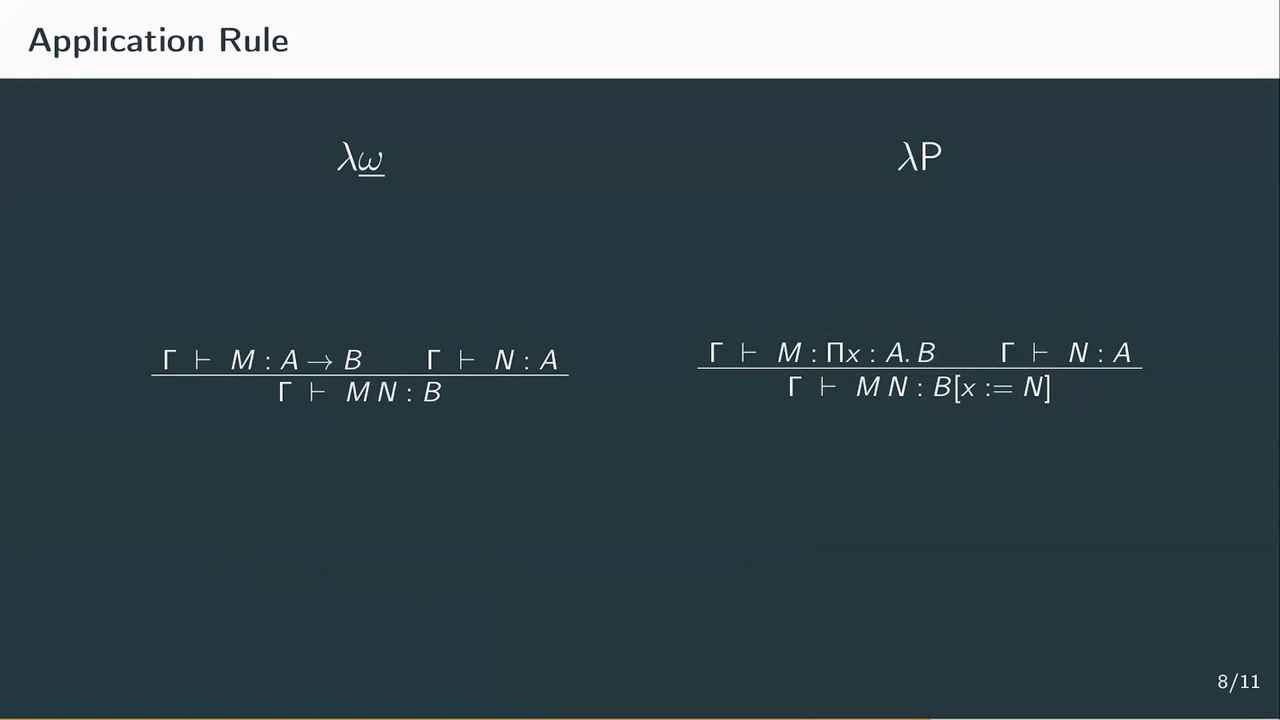 Application Rule
λω̲
λP
Γ ⊢ M : A → B Γ ⊢ N : A
Γ ⊢ M N : B
Γ ⊢ M : Πx : A. B Γ ⊢ N : A
Γ ⊢ M N : B[x := N]
8/11